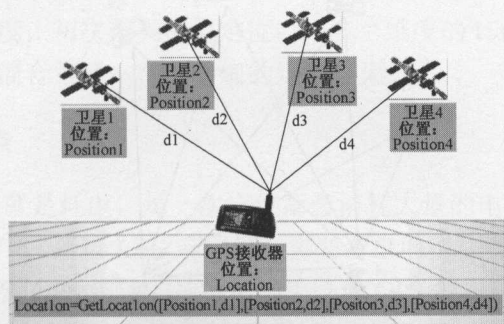 卫星2
位置：
Position2
卫星3
位置：
Position3
卫星1
位置：
Position1
卫星4
位置：
Position4
d1
d2
d3
d4
GPS接收器
位置：
Location
Location=GetLocation([Position1,d1],[Position2,d2],[Positon3,d3],[Position4,d4])